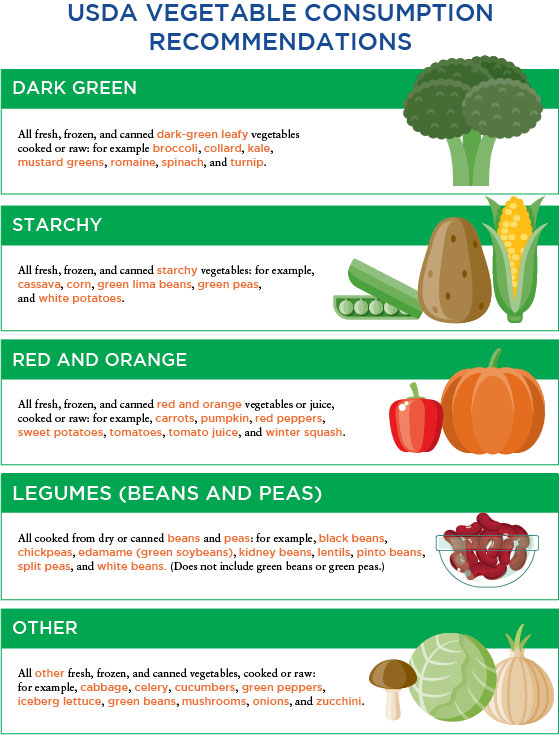 USDA VEGETABLE CONSUMPTION
RECOMMENDATIONS
DARK GREEN
All fresh, frozen, and canned dark-green leafy vegetables
cooked or raw: for example broccoli, collard, kale,
mustard greens, romaine, spinach, and turnip.
STARCHY
All fresh, frozen, and canned starchy vegetables: for example,
cassava, corn, green lima beans, green peas,
and white potatoes.
RED AND ORANGE
All fresh, frozen, and canned red and orange vegetables or juice,
cooked or raw: for example, carrots, pumpkin, red peppers,
sweet potatoes, tomatoes, tomato juice, and winter squash.
LEGUMES (BEANS AND PEAS)
All cooked from dry or canned beans and peas: for example, black beans,
chickpeas, edamame (green soybeans), kidney beans, lentils, pinto beans,
split peas, and white beans. (Does not include green beans or green peas.)
OTHER
All other fresh, frozen, and canned vegetables, cooked or raw:
for example, cabbage, celery, cucumbers, green peppers,
iceberg lettuce, green beans, mushrooms, onions, and zucchini.